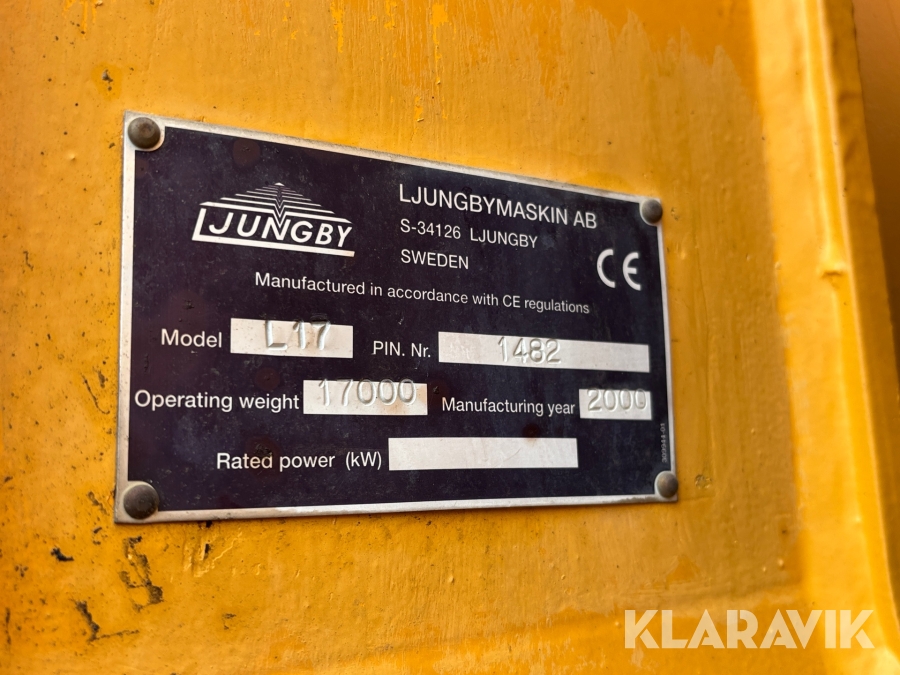 LJUNGBY
LJUNGBYMASKIN AB
S-34126 LJUNGBY
SWEDEN
CE
Manufactured in accordance with CE regulations
Model L17 PIN. Nr. 1482
Operating weight 17000 Manufacturing year 2000
Rated power (kW)
KLARAVIK